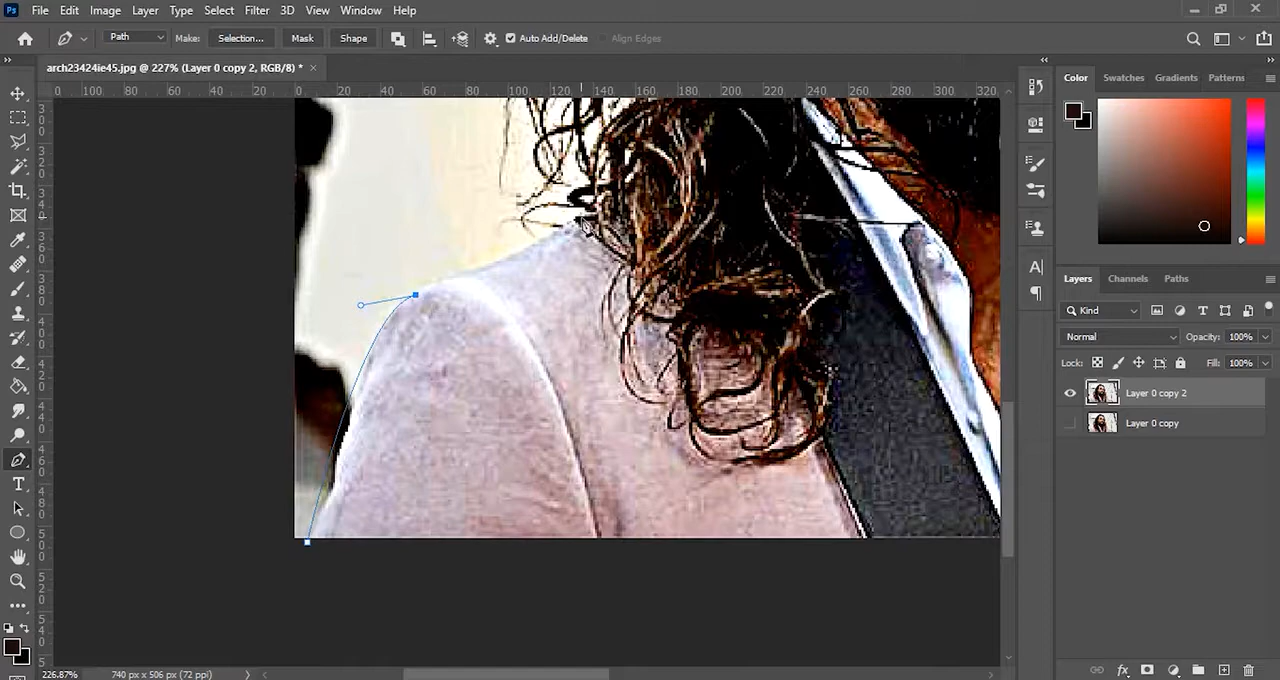 Ps File Edit Image Layer Type Select Filter 3D View Window Help
Path Make: Selection... Mask Shape Auto Add/Delete Align Edges
arch23424ie45.jpg @ 227% (Layer 0 copy 2, RGB/8) *
0 100 80 60 40 20 0 20 40 60 80 100 120 140 160 180 200 220 240 260 280 300 320
Color Swatches Gradients Patterns
Layers Channels Paths
Kind
Normal Opacity: 100%
Lock: Fill: 100%
Layer 0 copy 2
Layer 0 copy
226.87% 740 px x 506 px (72 ppi)